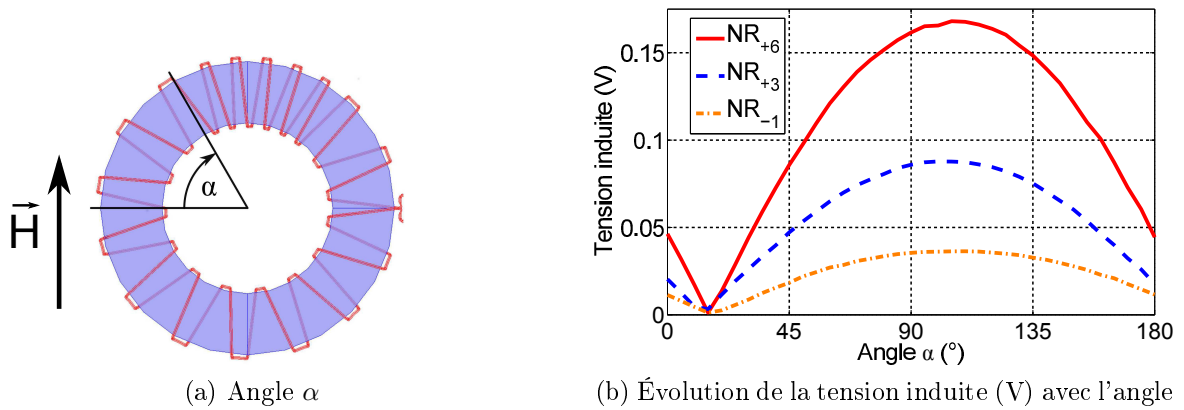 α
H
(a) Angle α
NR+6
NR+3
NR−1
Tension induite (V)
0.15
0.1
0.05
0
0 45 90 135 180
Angle α (°)
(b) Évolution de la tension induite (V) avec l'angle